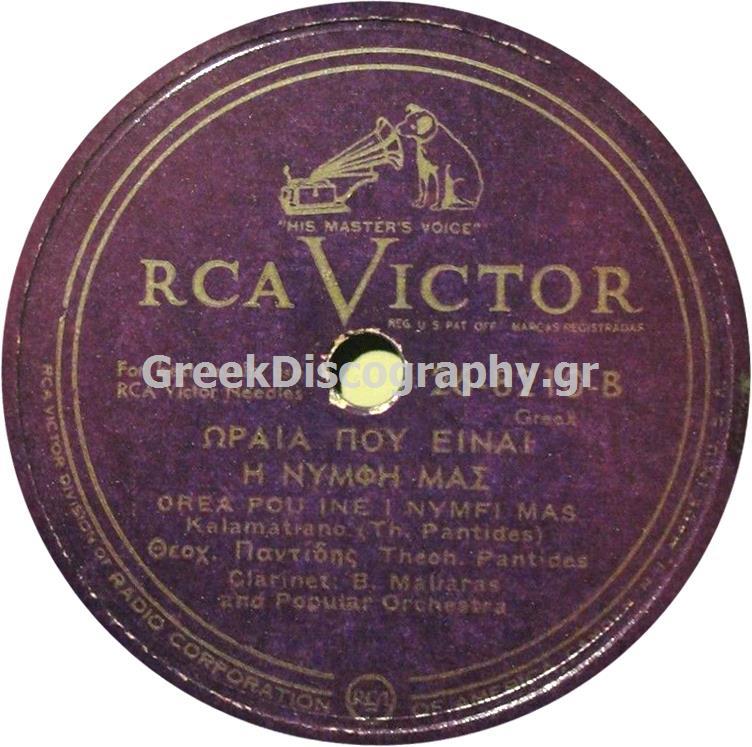 "HIS MASTER'S VOICE"
RCA VICTOR
REG. U S PAT OFF MARCAS REGISTRADAS
GreekDiscography.gr
RCA Victor Needles
Greek
ΩΡΑΙΑ ΠΟΥ ΕΙΝΑΙ
Η ΝΥΜΦΗ ΜΑΣ
OREA POU INE I NYMFI MAS
Kalamatiano (Th. Pantides)
Θεοχ. Παντίδης Theoh. Pantides
Clarinet: B. Maliaras
and Popular Orchestra
RCA VICTOR DIVISION OF RADIO CORPORATION OF AMERICA
RCA